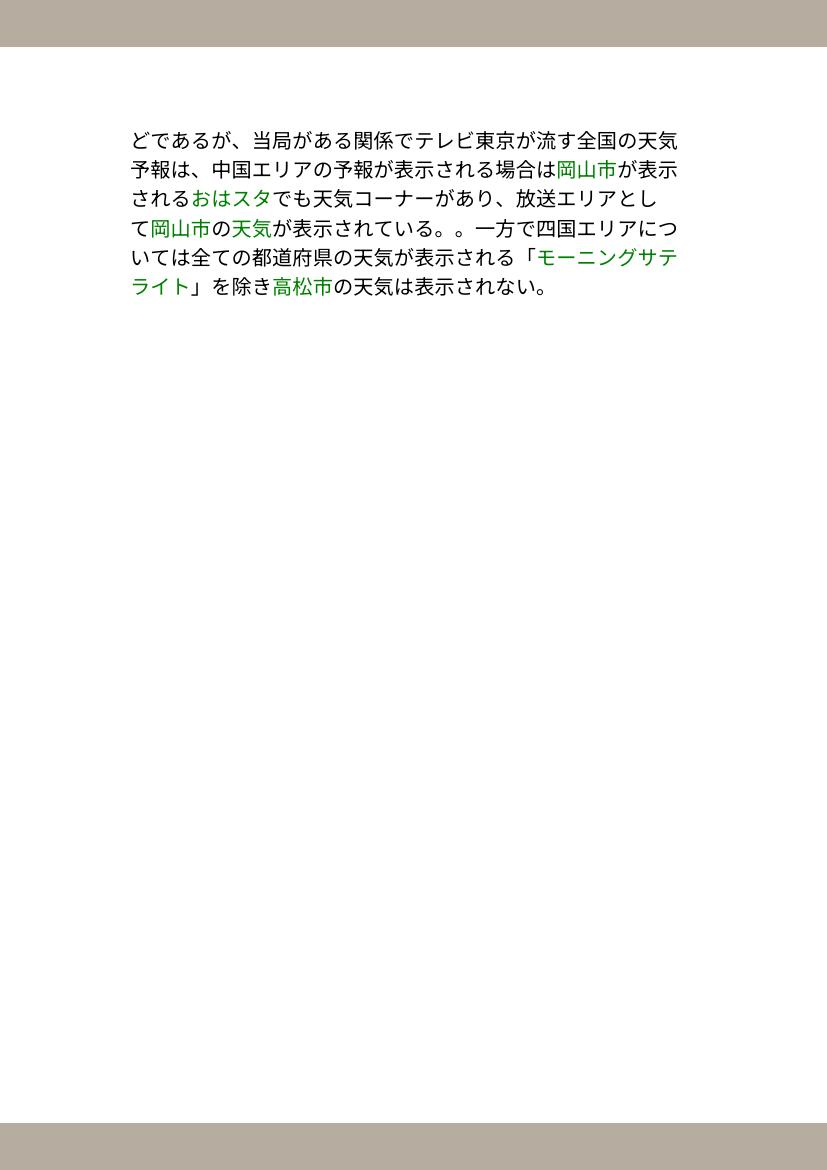 どであるが、当局がある関係でテレビ東京が流す全国の天気
予報は、中国エリアの予報が表示される場合は岡山市が表示
されるおはスタでも天気コーナーがあり、放送エリアとし
て岡山市の天気が表示されている。。一方で四国エリアにつ
いては全ての都道府県の天気が表示される「モーニングサテ
ライト」を除き高松市の天気は表示されない。